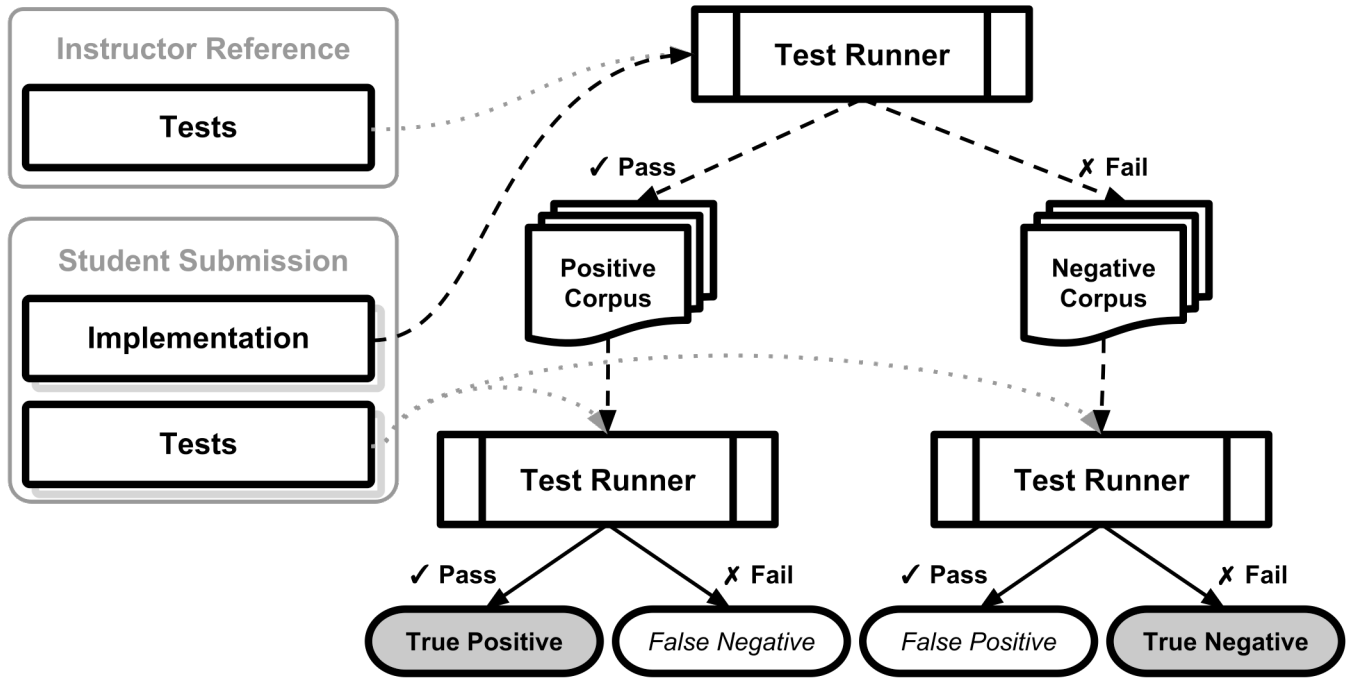 Instructor Reference
Tests
Test Runner
✓ Pass
✗ Fail
Student Submission
Implementation
Tests
Positive
Corpus
Negative
Corpus
Test Runner
Test Runner
✓ Pass
✗ Fail
✓ Pass
✗ Fail
True Positive
False Negative
False Positive
True Negative